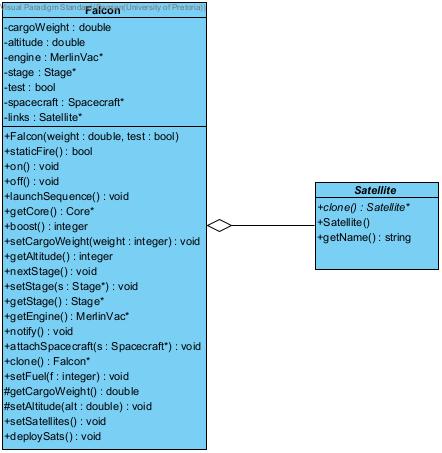 Visual Paradigm Standard (University of Pretoria)
Falcon
-cargoWeight : double
-altitude : double
-engine : MerlinVac*
-stage : Stage*
-test : bool
-spacecraft : Spacecraft*
-links : Satellite*
+Falcon(weight : double, test : bool)
+staticFire() : bool
+on() : void
+off() : void
+launchSequence() : void
+getCore() : Core*
+boost() : integer
+setCargoWeight(weight : integer) : void
+getAltitude() : integer
+nextStage() : void
+setStage(s : Stage*) : void
+getStage() : Stage*
+getEngine() : MerlinVac*
+notify() : void
+attachSpacecraft(s : Spacecraft*) : void
+clone() : Falcon*
+setFuel(f : integer) : void
#getCargoWeight() : double
#setAltitude(alt : double) : void
+setSatellites() : void
+deploySats() : void
Satellite
+clone() : Satellite*
+Satellite()
+getName() : string